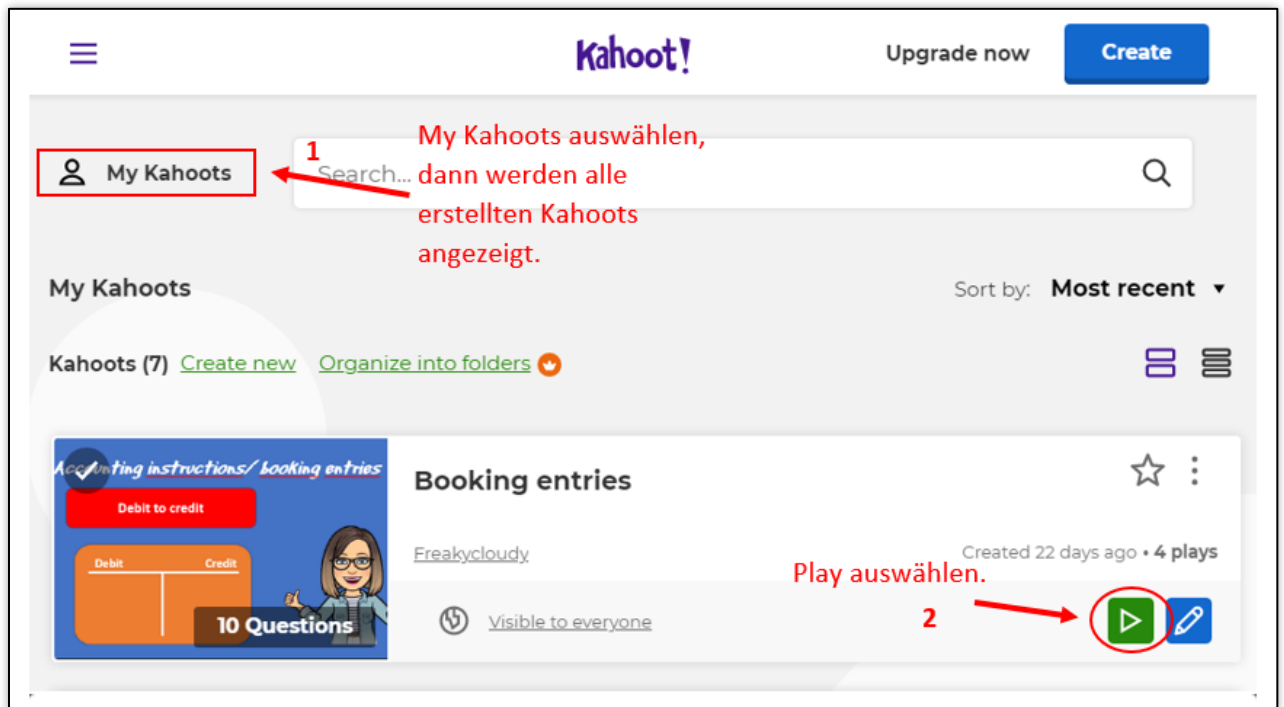 Kahoot!
Upgrade now
Create
My Kahoots
1
Search...
My Kahoots auswählen,
dann werden alle
erstellten Kahoots
angezeigt.
My Kahoots
Sort by: Most recent
Kahoots (7) Create new Organize into folders
Accounting instructions/ booking entries
Debit to credit
Debit Credit
10 Questions
Booking entries
Freakycloudy
Created 22 days ago • 4 plays
Play auswählen.
2
Visible to everyone